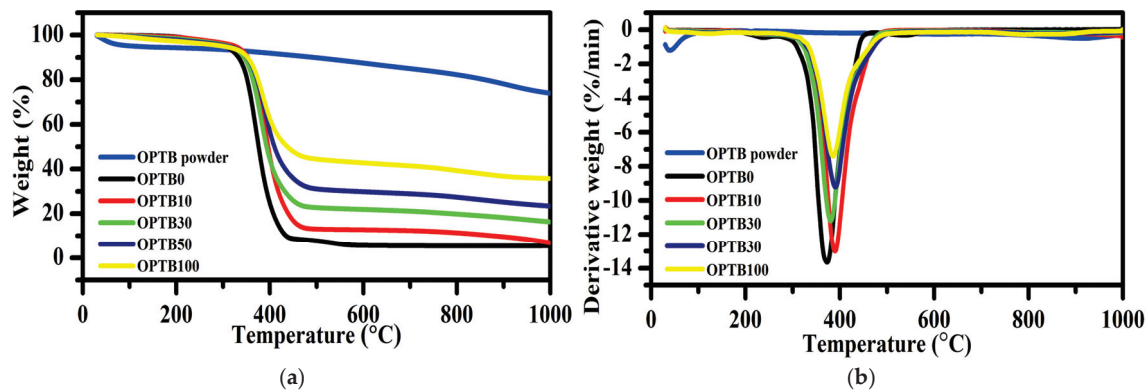 100
80
60
40
20
0
Weight (%)
OPTB powder
OPTB0
OPTB10
OPTB30
OPTB50
OPTB100
0 200 400 600 800 1000
Temperature (°C)
(a)
0
-2
-4
-6
-8
-10
-12
-14
Derivative weight (%/min)
OPTB powder
OPTB0
OPTB10
OPTB30
OPTB30
OPTB100
0 200 400 600 800 1000
Temperature (°C)
(b)